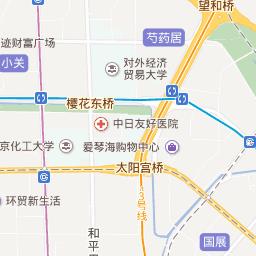 望和桥
芍药居
迹财富广场
小关
对外经济
贸易大学
樱花东桥
中日友好医院
京化工大学
爱琴海购物中心
太阳宫桥
13号线
环贸新生活
和平里
国展